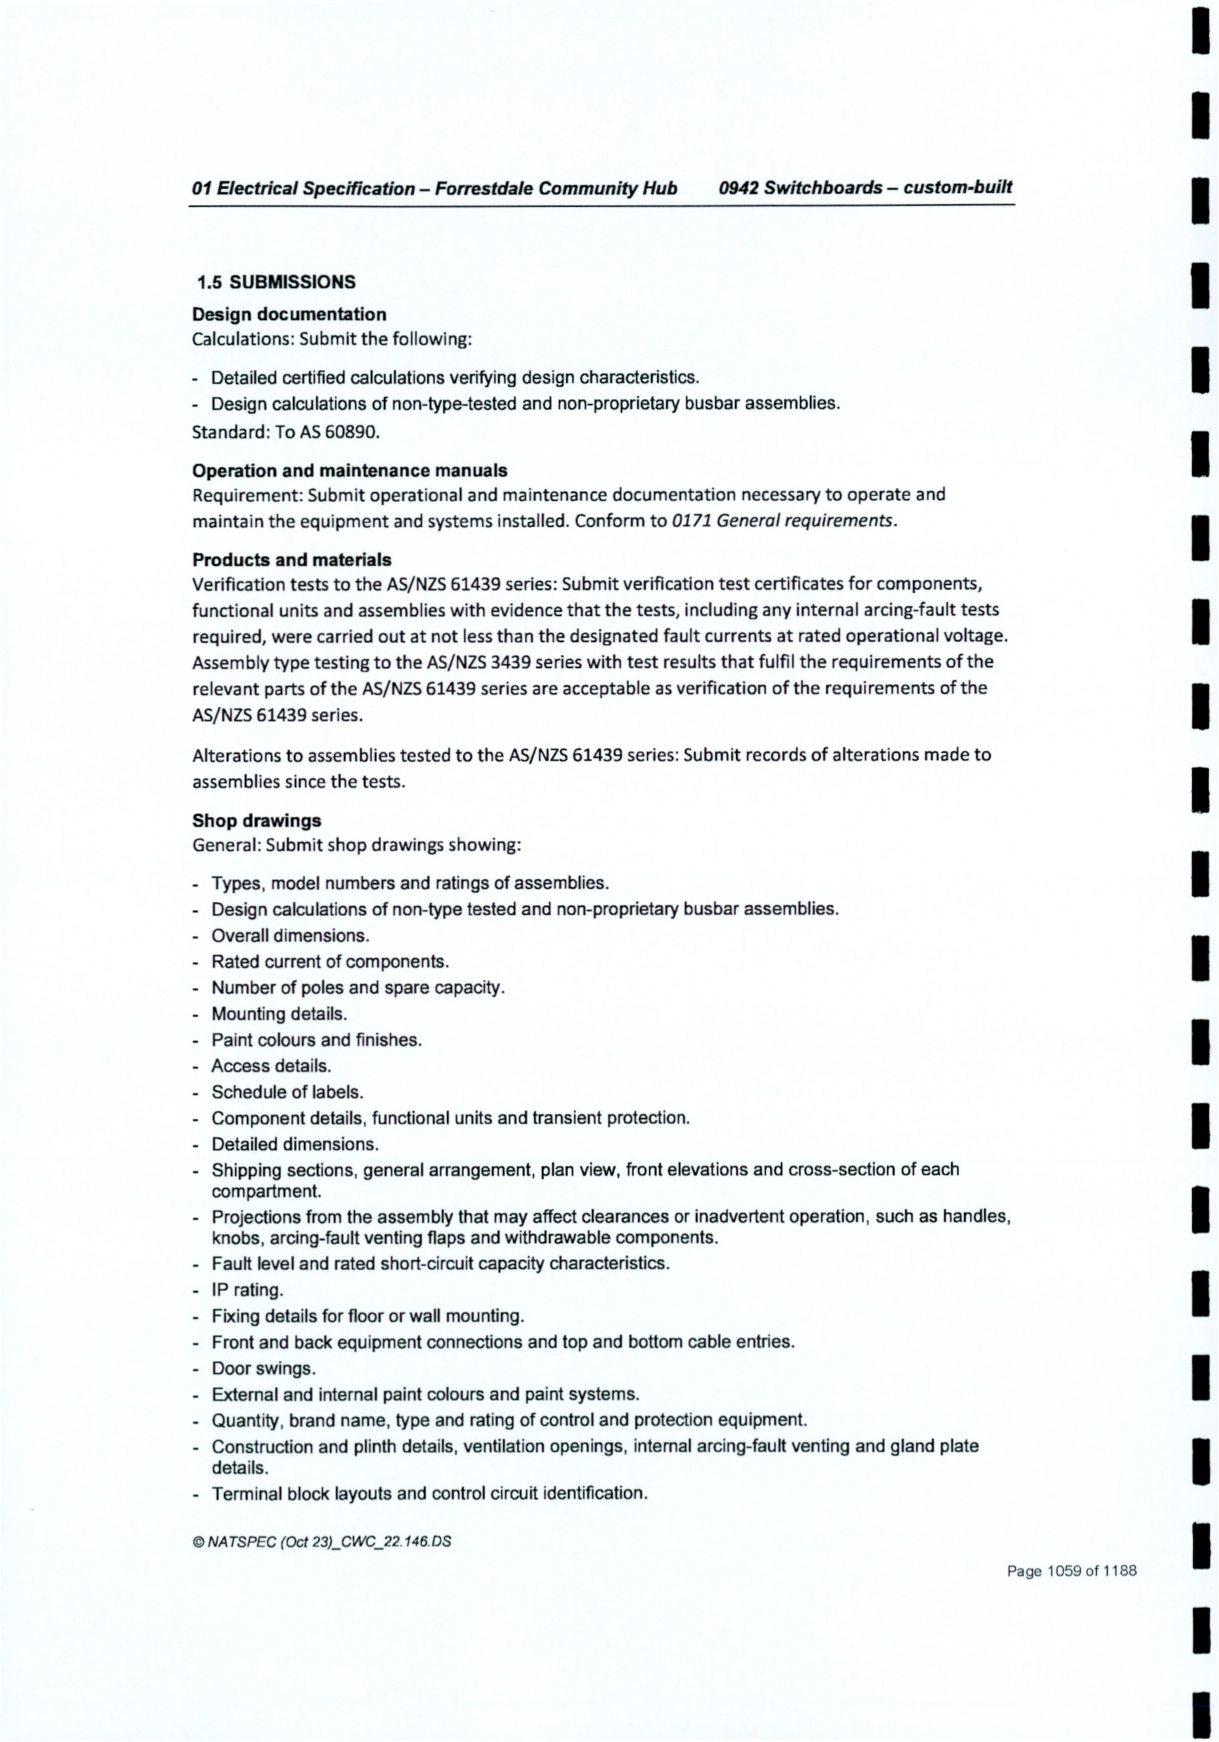 01 Electrical Specification – Forrestdale Community Hub 0942 Switchboards – custom-built
1.5 SUBMISSIONS
Design documentation
Calculations: Submit the following:
- Detailed certified calculations verifying design characteristics.
- Design calculations of non-type-tested and non-proprietary busbar assemblies.
Standard: To AS 60890.
Operation and maintenance manuals
Requirement: Submit operational and maintenance documentation necessary to operate and
maintain the equipment and systems installed. Conform to 0171 General requirements.
Products and materials
Verification tests to the AS/NZS 61439 series: Submit verification test certificates for components,
functional units and assemblies with evidence that the tests, including any internal arcing-fault tests
required, were carried out at not less than the designated fault currents at rated operational voltage.
Assembly type testing to the AS/NZS 3439 series with test results that fulfil the requirements of the
relevant parts of the AS/NZS 61439 series are acceptable as verification of the requirements of the
AS/NZS 61439 series.
Alterations to assemblies tested to the AS/NZS 61439 series: Submit records of alterations made to
assemblies since the tests.
Shop drawings
General: Submit shop drawings showing:
- Types, model numbers and ratings of assemblies.
- Design calculations of non-type tested and non-proprietary busbar assemblies.
- Overall dimensions.
- Rated current of components.
- Number of poles and spare capacity.
- Mounting details.
- Paint colours and finishes.
- Access details.
- Schedule of labels.
- Component details, functional units and transient protection.
- Detailed dimensions.
- Shipping sections, general arrangement, plan view, front elevations and cross-section of each
compartment.
- Projections from the assembly that may affect clearances or inadvertent operation, such as handles,
knobs, arcing-fault venting flaps and withdrawable components.
- Fault level and rated short-circuit capacity characteristics.
- IP rating.
- Fixing details for floor or wall mounting.
- Front and back equipment connections and top and bottom cable entries.
- Door swings.
- External and internal paint colours and paint systems.
- Quantity, brand name, type and rating of control and protection equipment.
- Construction and plinth details, ventilation openings, internal arcing-fault venting and gland plate
details.
- Terminal block layouts and control circuit identification.
© NATSPEC (Oct 23)_CWC_22.146.DS
Page 1059 of 1188